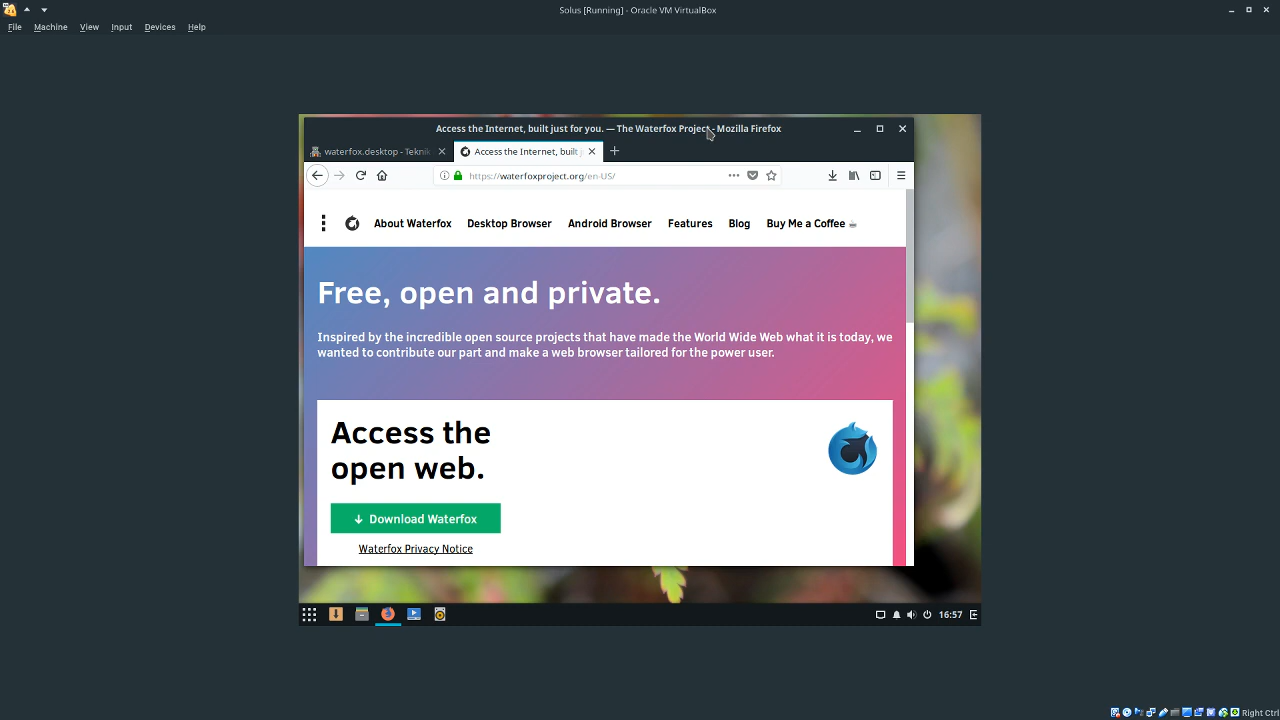 Solus [Running] - Oracle VM VirtualBox
File Machine View Input Devices Help
Access the Internet, built just for you. — The Waterfox Project - Mozilla Firefox
waterfox.desktop - Teknik
Access the Internet, built j
https://waterfoxproject.org/en-US/
About Waterfox Desktop Browser Android Browser Features Blog Buy Me a Coffee
Free, open and private.
Inspired by the incredible open source projects that have made the World Wide Web what it is today, we
wanted to contribute our part and make a web browser tailored for the power user.
Access the
open web.
Download Waterfox
Waterfox Privacy Notice
16:57
Right Ctrl